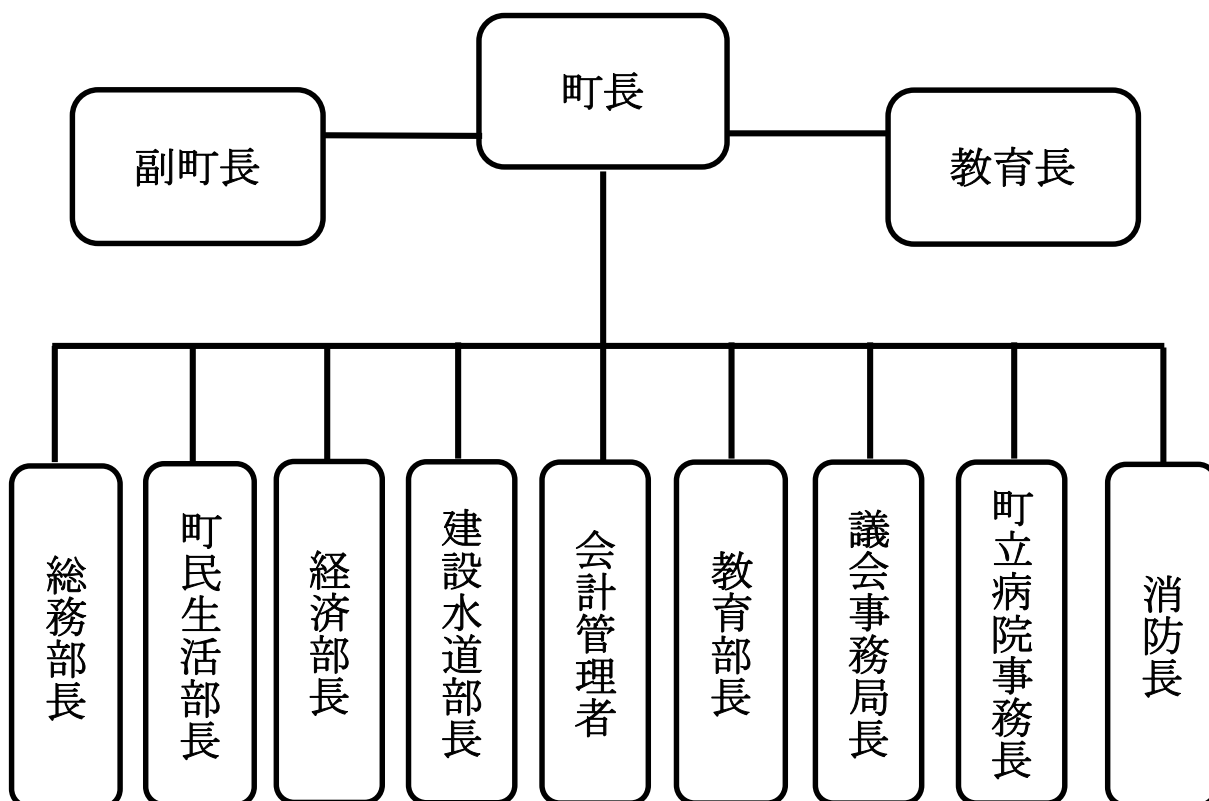 町長
副町長
教育長
総務部長
町民生活部長
経済部長
建設水道部長
会計管理者
教育部長
議会事務局長
町立病院事務長
消防長